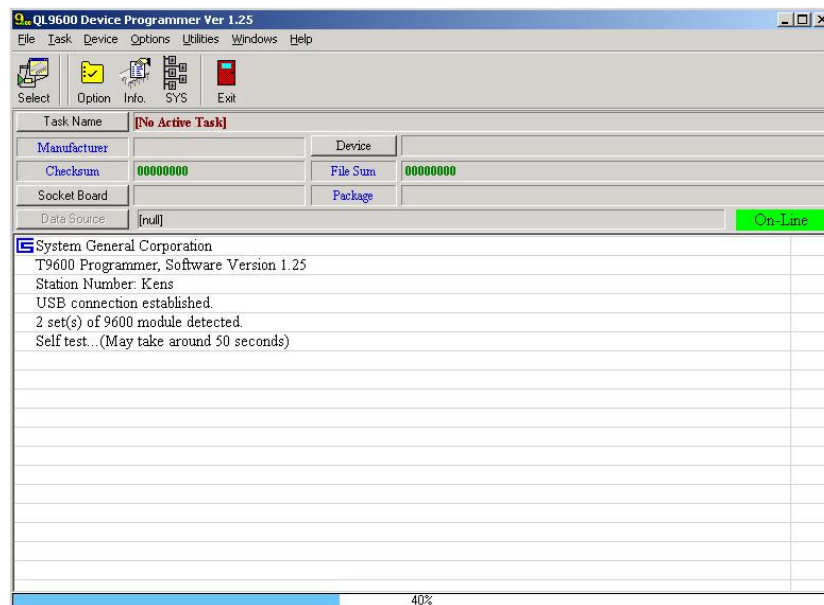 QL9600 Device Programmer Ver 1.25
File Task Device Options Utilities Windows Help
Select Option Info. SYS Exit
Task Name [No Active Task]
Manufacturer Device
Checksum 00000000 File Sum 00000000
Socket Board Package
Data Source [null] On-Line
System General Corporation
T9600 Programmer, Software Version 1.25
Station Number: Kens
USB connection established.
2 set(s) of 9600 module detected.
Self test...(May take around 50 seconds)
40%